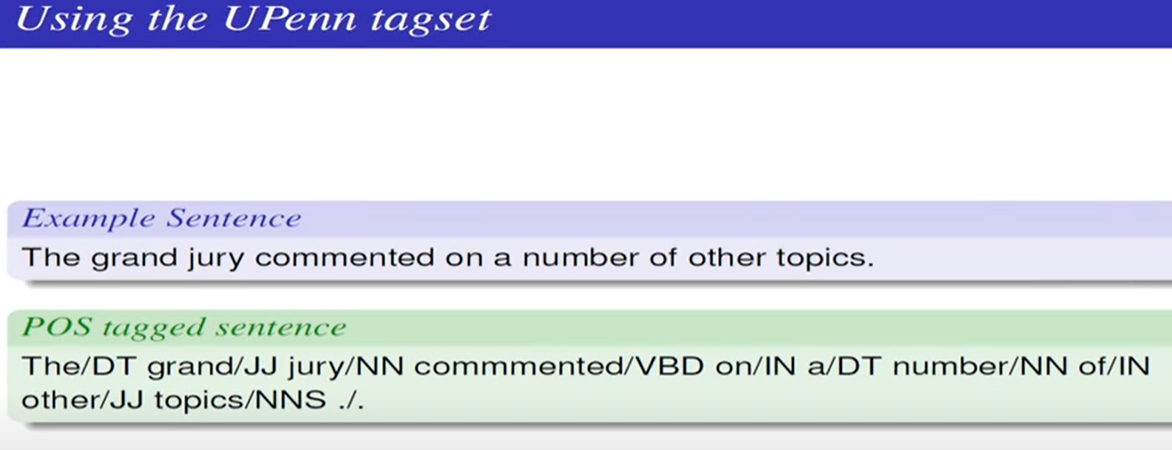 Using the UPenn tagset
Example Sentence
The grand jury commented on a number of other topics.
POS tagged sentence
The/DT grand/JJ jury/NN commmented/VBD on/IN a/DT number/NN of/IN
other/JJ topics/NNS ./.